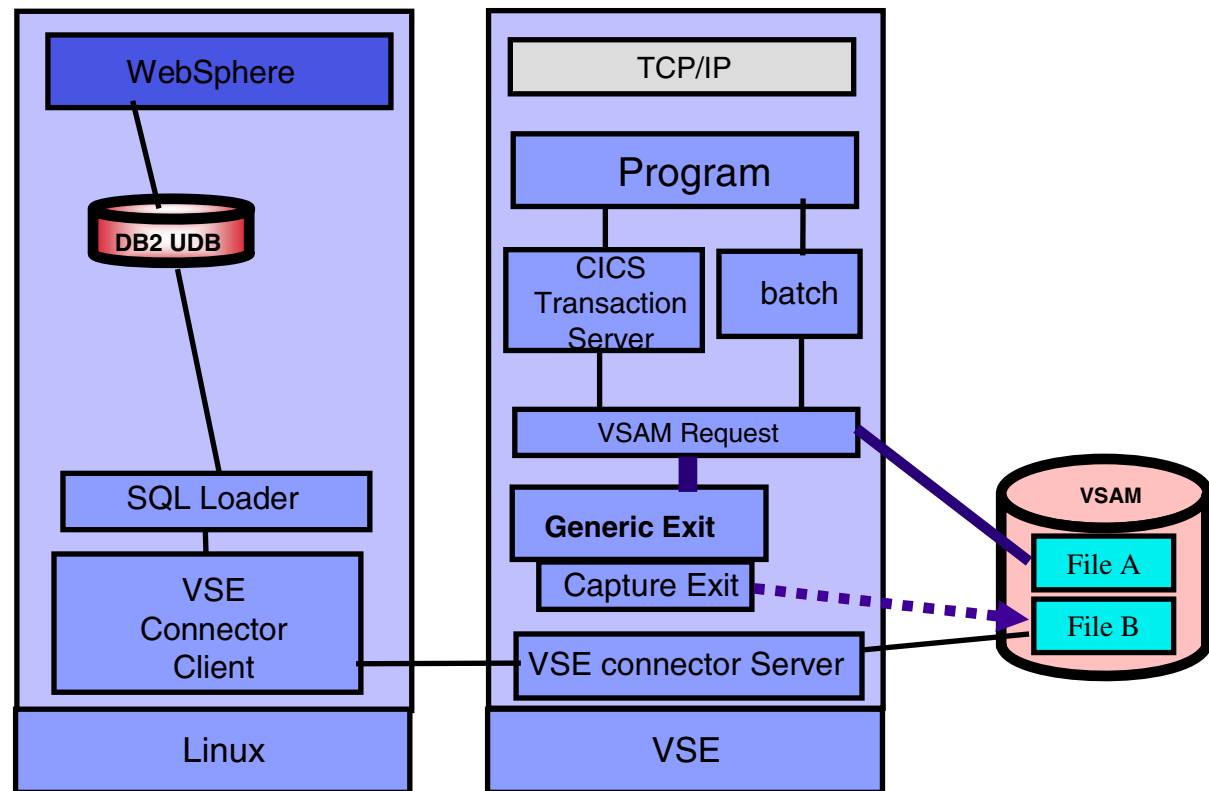 WebSphere
DB2 UDB
SQL Loader
VSE
Connector
Client
Linux
TCP/IP
Program
CICS
Transaction
Server
batch
VSAM Request
Generic Exit
Capture Exit
VSE connector Server
VSE
VSAM
File A
File B